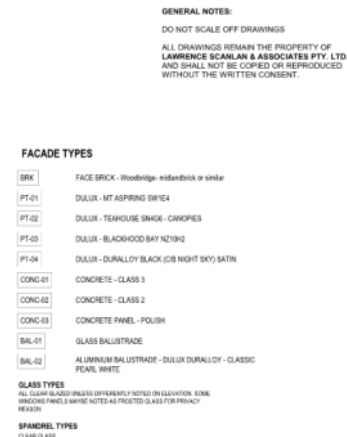 GENERAL NOTES:
DO NOT SCALE OFF DRAWINGS
ALL DRAWINGS REMAIN THE PROPERTY OF
LAWRENCE SCANLAN & ASSOCIATES PTY. LTD.
AND SHALL NOT BE COPIED OR REPRODUCED
WITHOUT THE WRITTEN CONSENT.
FACADE TYPES
BRK FACE BRICK - Woodbridge- midlandbrick or similar
PT-01 DULUX - MT ASPIRING SW1E4
PT-02 DULUX - TEAHOUSE SN4G6 - CANOPIES
PT-03 DULUX - BLACKHOOD BAY NZ10H2
PT-04 DULUX - DURALLOY BLACK (C/B NIGHT SKY) SATIN
CONC-01 CONCRETE - CLASS 3
CONC-02 CONCRETE - CLASS 2
CONC-03 CONCRETE PANEL - POLISH
BAL-01 GLASS BALUSTRADE
BAL-02 ALUMINIUM BALUSTRADE - DULUX DURALLOY - CLASSIC
PEARL WHITE
GLASS TYPES
ALL CLEAR GLAZED UNLESS DIFFERENTLY NOTED ON ELEVATION. SOME
WINDOWS PANELS MAYBE NOTED AS FROSTED GLASS FOR PRIVACY
REASON
SPANDREL TYPES
CLEAR GLASS